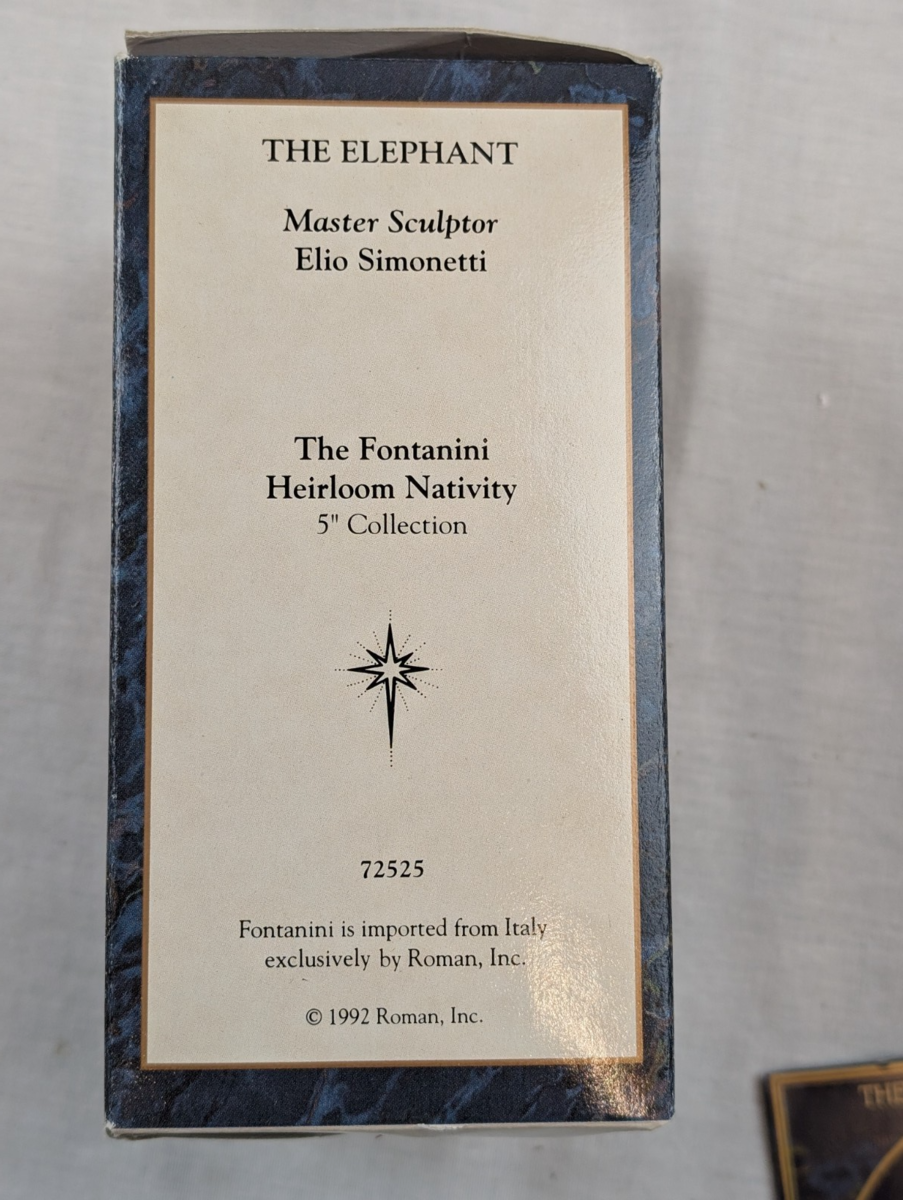 THE ELEPHANT
Master Sculptor
Elio Simonetti
The Fontanini
Heirloom Nativity
5" Collection
72525
Fontanini is imported from Italy
exclusively by Roman, Inc.
© 1992 Roman, Inc.
THE